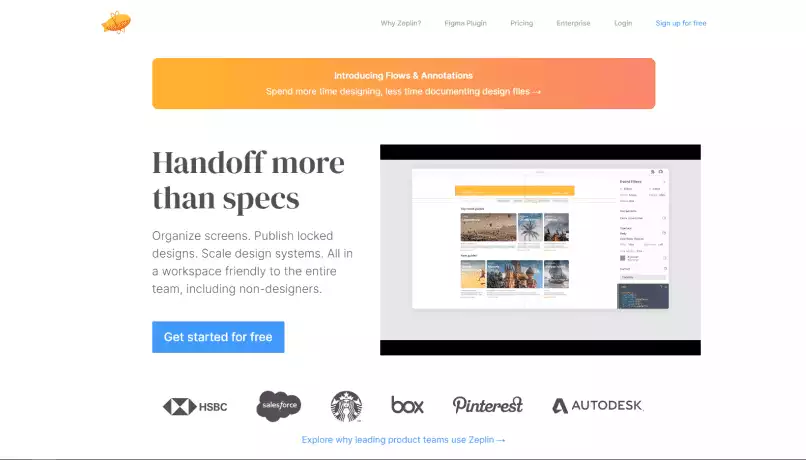 Why Zeplin?
Figma Plugin
Pricing
Enterprise
Login
Sign up for free
Introducing Flows & Annotations
Spend more time designing, less time documenting design files →
Handoff more
than specs
Organize screens. Publish locked
designs. Scale design systems. All in
a workspace friendly to the entire
team, including non-designers.
Get started for free
HSBC
salesforce
box
Pinterest
AUTODESK
Explore why leading product teams use Zeplin →